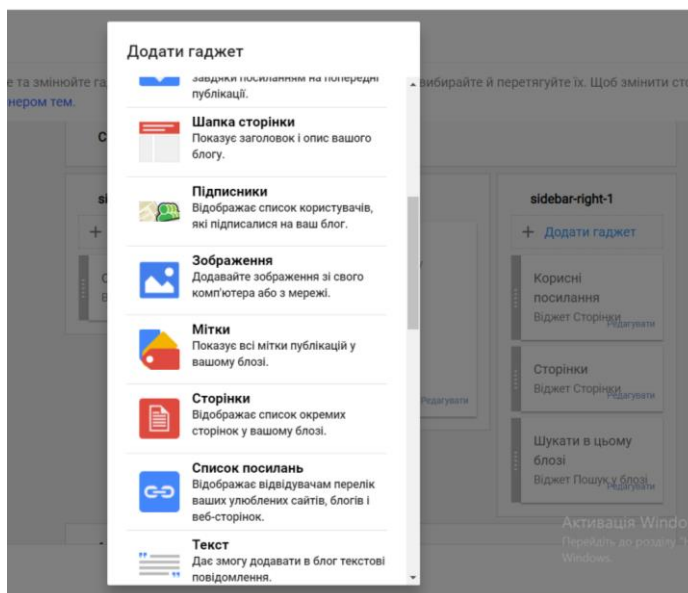 Додати гаджет
завдяки посиланням на попередні
публікації.
Шапка сторінки
Показує заголовок і опис вашого
блогу.
Підписники
Відображає список користувачів,
які підписалися на ваш блог.
Зображення
Додавайте зображення зі свого
комп'ютера або з мережі.
Мітки
Показує всі мітки публікацій у
вашому блозі.
Сторінки
Відображає список окремих
сторінок у вашому блозі.
Список посилань
Відображає відвідувачам перелік
ваших улюблених сайтів, блогів і
веб-сторінок.
Текст
Дає змогу додавати в блог текстові
повідомлення.
е та змінюйте га
нером тем.
вибирайте й перетягуйте їх. Щоб змінити сто
si
+
Редагувати
sidebar-right-1
+ Додати гаджет
Корисні
посилання
Віджет Сторінки
Редагувати
Сторінки
Віджет Сторінки
Редагувати
Шукати в цьому
блозі
Віджет Пошук у блозі
Редагувати
Активація Windo
Перейдіть до розділу "Н
Windows.